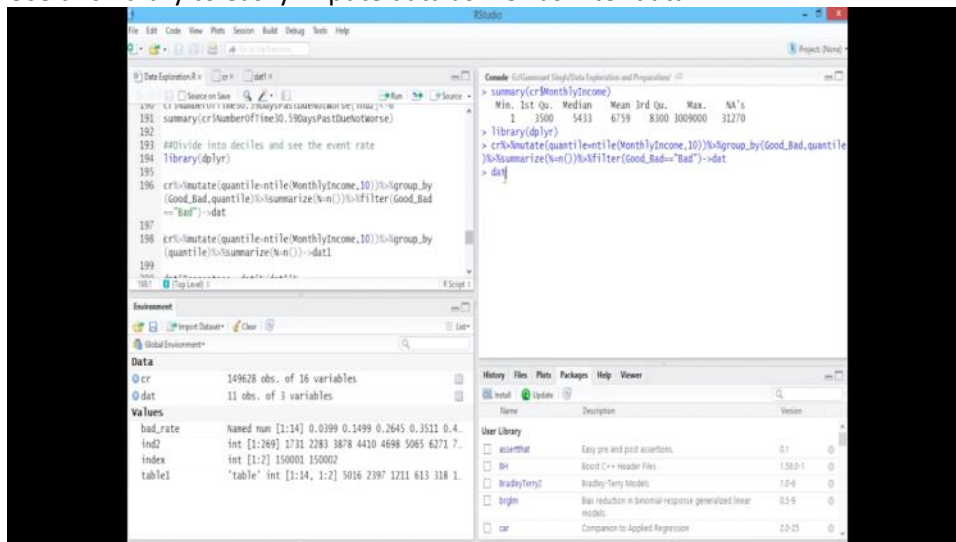 RStudio
File Edit Code View Plots Session Build Debug Tools Help
Project: (None)
Data Exploration.R x cr x dat1 x
Source on Save Run Source
191 summary(cr$NumberOfTime30.59DaysPastDueNotWorse)
192
193 ##Divide into deciles and see the event rate
194 library(dplyr)
195
196 cr%>%mutate(quantile=ntile(MonthlyIncome,10))%>%group_by
(Good_Bad,quantile)%>%summarize(N=n())%>%filter(Good_Bad
=="Bad")->dat
197
198 cr%>%mutate(quantile=ntile(MonthlyIncome,10))%>%group_by
(quantile)%>%summarize(N=n())->dat1
199
(Top Level) R Script
Environment
Import Dataset Clear List
Global Environment
Data
cr 149628 obs. of 16 variables
dat 11 obs. of 3 variables
Values
bad_rate Named num [1:14] 0.0399 0.1499 0.2645 0.3511 0.4..
ind2 int [1:269] 1731 2283 3878 4410 4698 5065 6271 7..
index int [1:2] 150001 150002
table1 'table' int [1:14, 1:2] 5016 2397 1211 613 318 1..
Console
> summary(cr$MonthlyIncome)
Min. 1st Qu. Median Mean 3rd Qu. Max. NA's
1 3500 5433 6759 8300 3009000 31270
> library(dplyr)
> cr%>%mutate(quantile=ntile(MonthlyIncome,10))%>%group_by(Good_Bad,quantile
)%>%summarize(N=n())%>%filter(Good_Bad=="Bad")->dat
> dat
History Files Plots Packages Help Viewer
Install Update
Name Description Version
User Library
assertthat Easy pre and post assertions. 0.1
BH Boost C++ Header Files 1.58.0-1
BradleyTerry2 Bradley-Terry Models 1.0-6
brglm Bias reduction in binomial-response generalized linear
models. 0.5-9
car Companion to Applied Regression 2.0-25